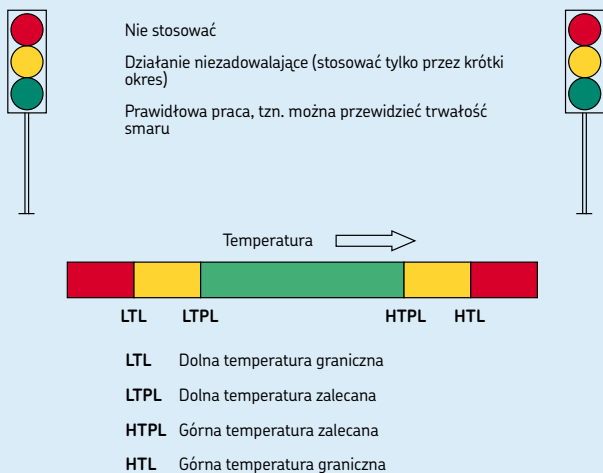 Nie stosować
Działanie niezadowalające (stosować tylko przez krótki
okres)
Prawidłowa praca, tzn. można przewidzieć trwałość
smaru
Temperatura
LTL LTPL HTPL HTL
LTL Dolna temperatura graniczna
LTPL Dolna temperatura zalecana
HTPL Górna temperatura zalecana
HTL Górna temperatura graniczna